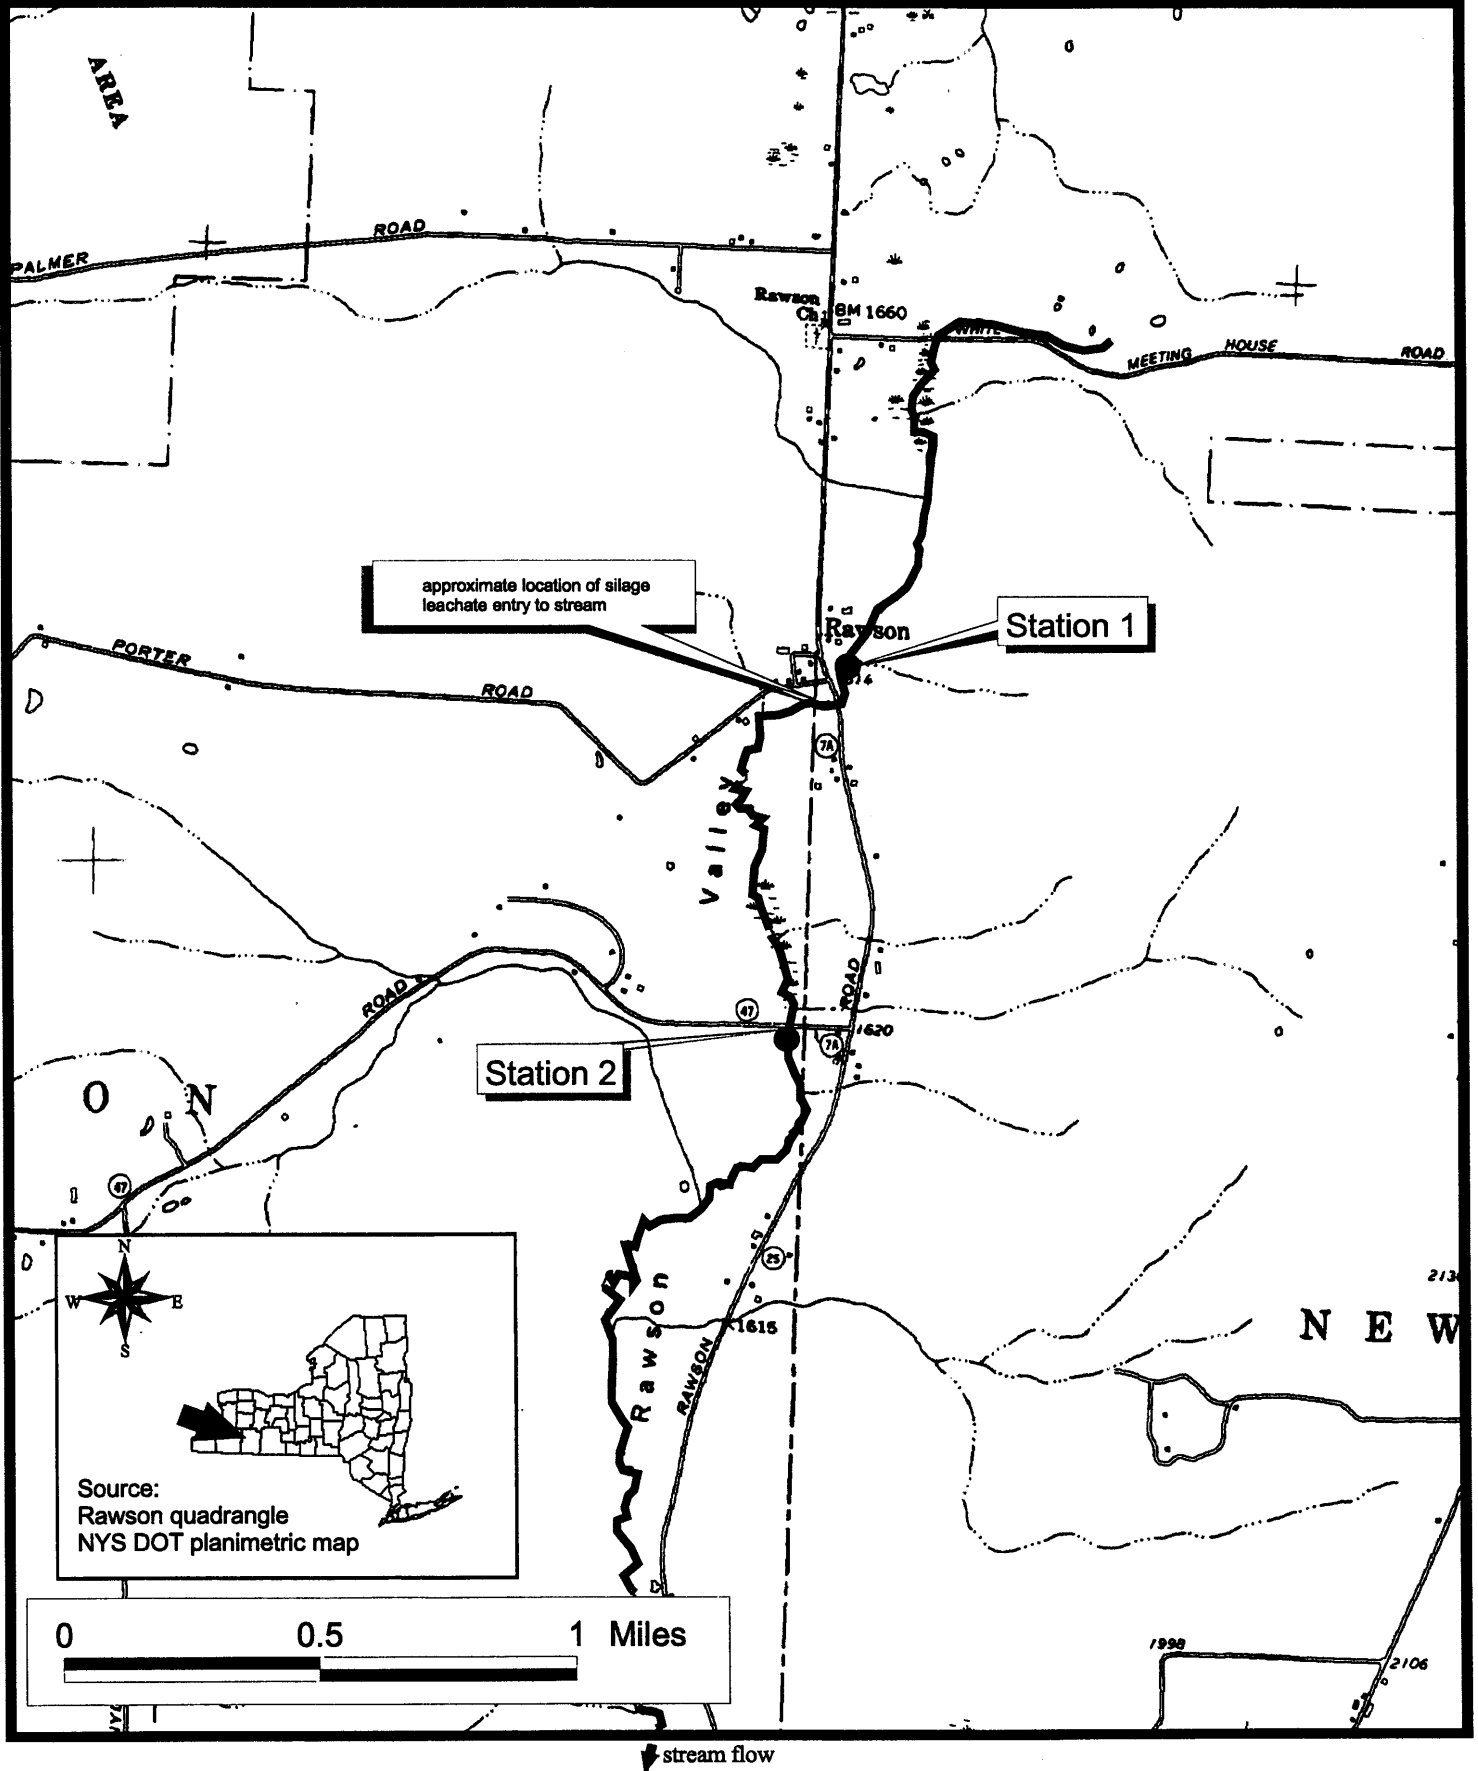 AREA
ROAD
PALMER
Rawson
Ch
BM 1660
WHITE
MEETING
HOUSE
ROAD
approximate location of silage
leachate entry to stream
Station 1
Rawson
PORTER
ROAD
7A
Valley
ROAD
ROAD
47
1620
7A
Station 2
O N
47
25
N
W E
S
1615
Rawson
RAWSON
N E W
Source:
Rawson quadrangle
NYS DOT planimetric map
0 0.5 1 Miles
1998
2106
stream flow